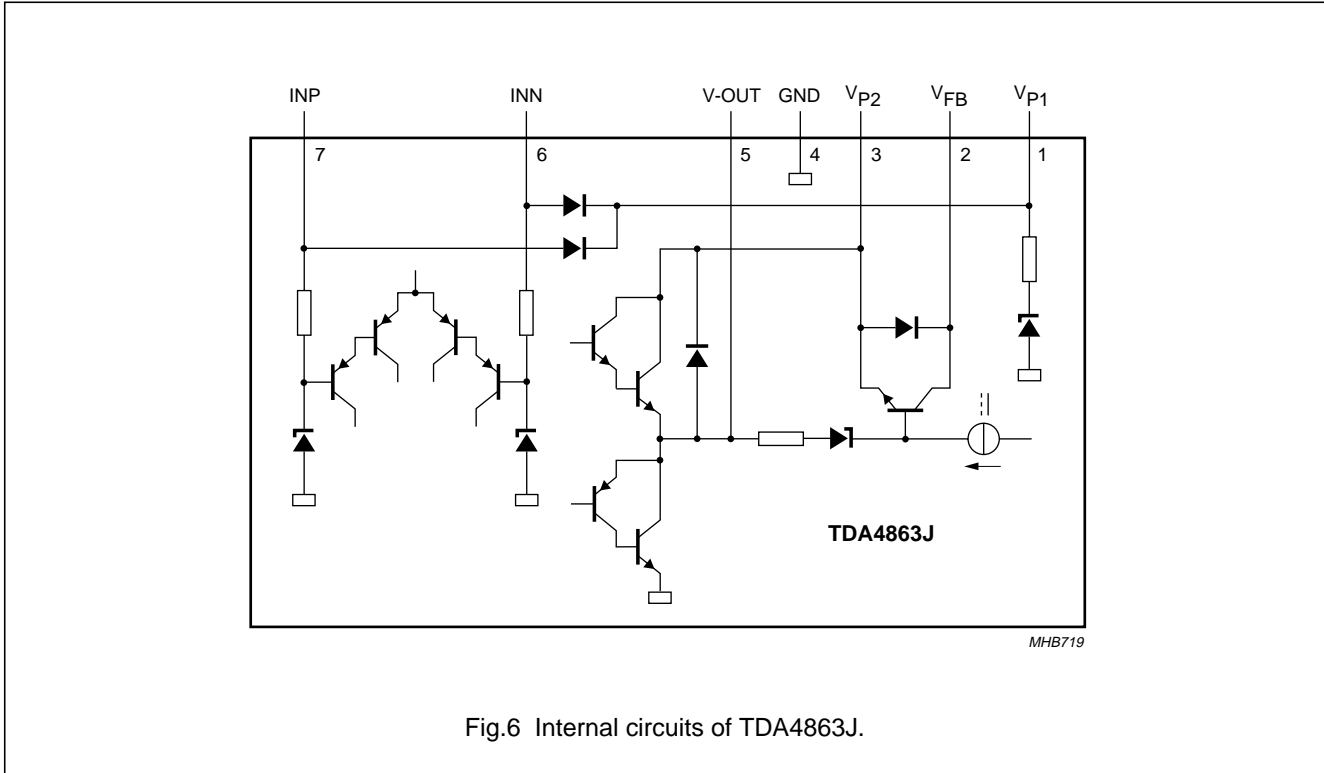 INP INN V-OUT GND VP2 VFB VP1
7 6 5 4 3 2 1
TDA4863J
MHB719
Fig.6 Internal circuits of TDA4863J.